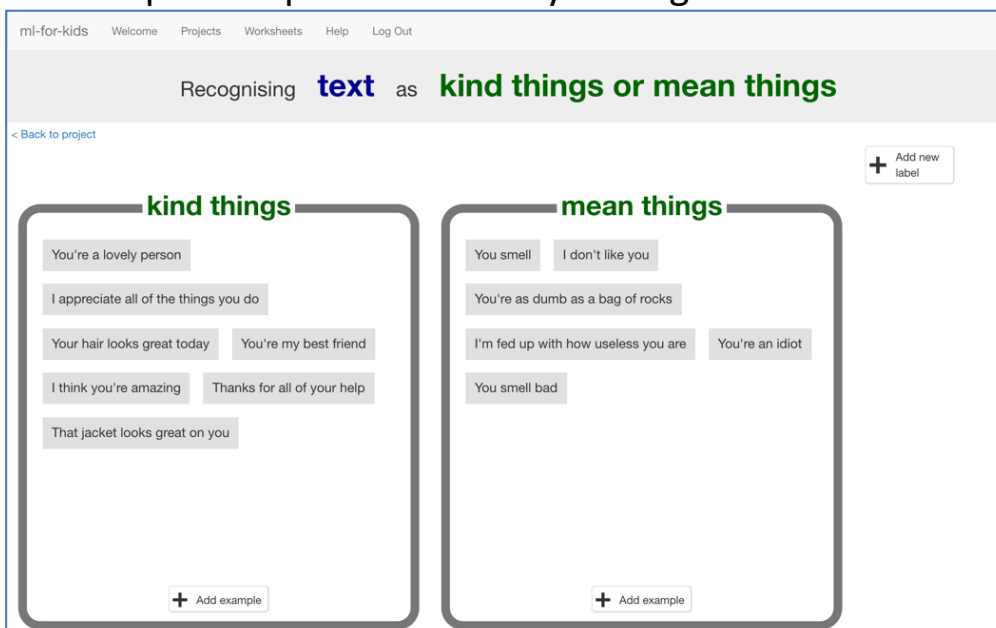 ml-for-kids Welcome Projects Worksheets Help Log Out
Recognising text as kind things or mean things
< Back to project
Add new
label
kind things
You're a lovely person
I appreciate all of the things you do
Your hair looks great today You're my best friend
I think you're amazing Thanks for all of your help
That jacket looks great on you
Add example
mean things
You smell I don't like you
You're as dumb as a bag of rocks
I'm fed up with how useless you are You're an idiot
You smell bad
Add example